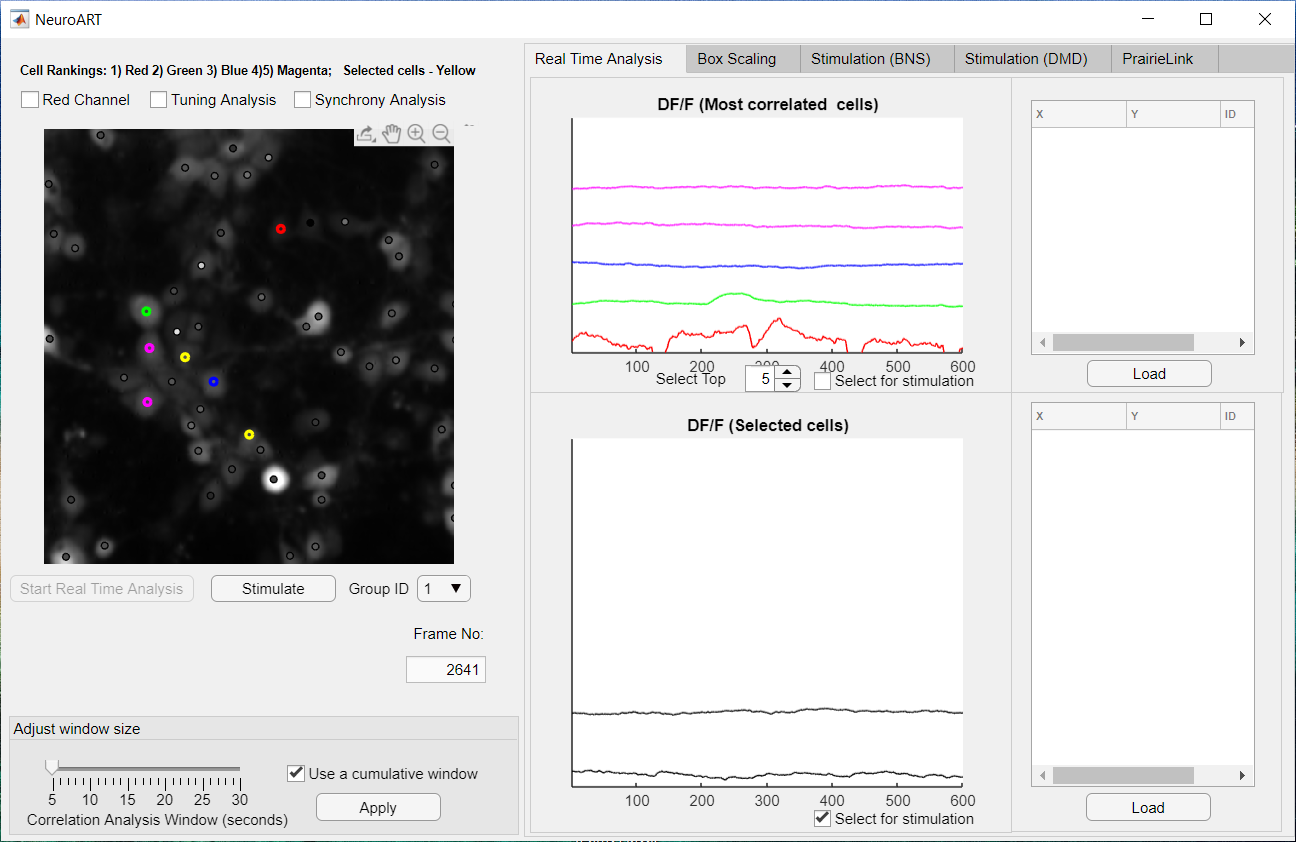 NeuroART
Cell Rankings: 1) Red 2) Green 3) Blue 4)5) Magenta; Selected cells - Yellow
Red Channel Tuning Analysis Synchrony Analysis
Start Real Time Analysis Stimulate Group ID 1
Frame No:
2641
Adjust window size
5 10 15 20 25 30
Correlation Analysis Window (seconds)
Use a cumulative window
Apply
Real Time Analysis Box Scaling Stimulation (BNS) Stimulation (DMD) PrairieLink
DF/F (Most correlated cells)
100 200 300 400 500 600
Select Top 5 Select for stimulation
X Y ID
Load
DF/F (Selected cells)
100 200 300 400 500 600
Select for stimulation
X Y ID
Load